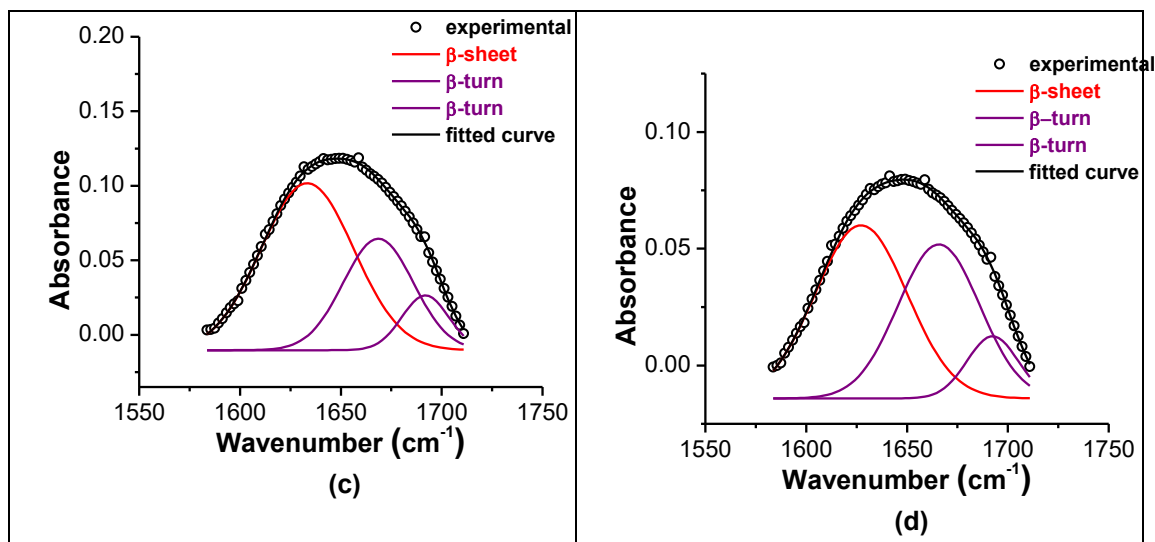 0.20
0.15
0.10
0.05
0.00
Absorbance
experimental
β-sheet
β-turn
β-turn
fitted curve
1550 1600 1650 1700 1750
Wavenumber (cm⁻¹)
(c)
0.10
0.05
0.00
Absorbance
experimental
β-sheet
β–turn
β-turn
fitted curve
1550 1600 1650 1700 1750
Wavenumber (cm⁻¹)
(d)